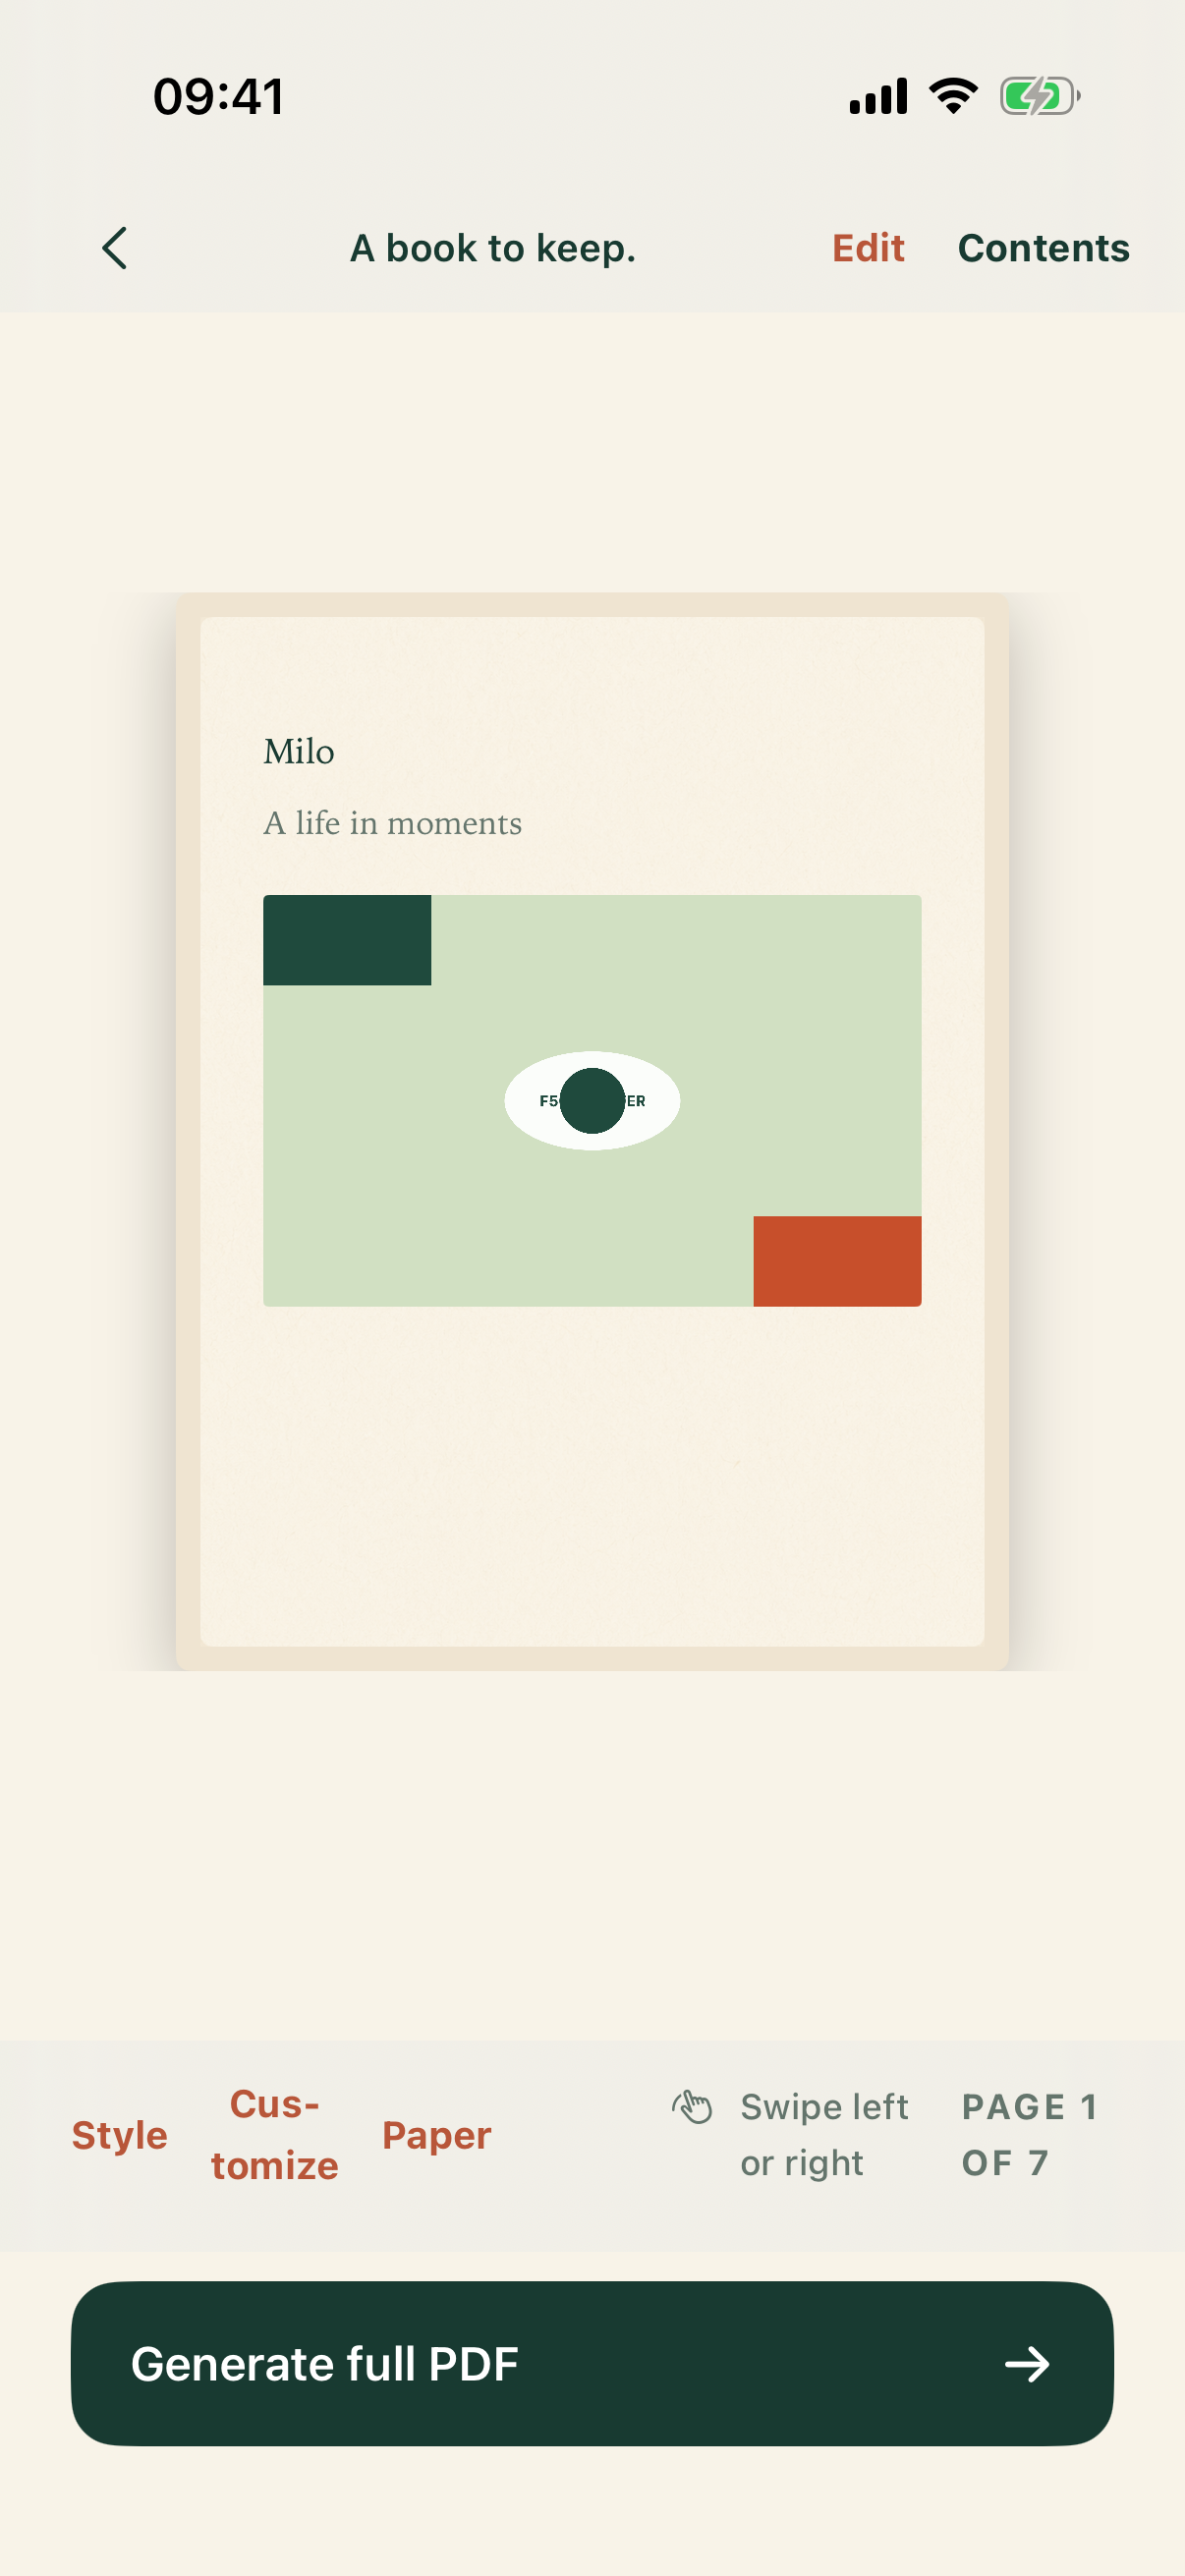 09:41
A book to keep.
Edit
Contents
Milo
A life in moments
Style
Cus-
tomize
Paper
Swipe left
or right
PAGE 1
OF 7
Generate full PDF